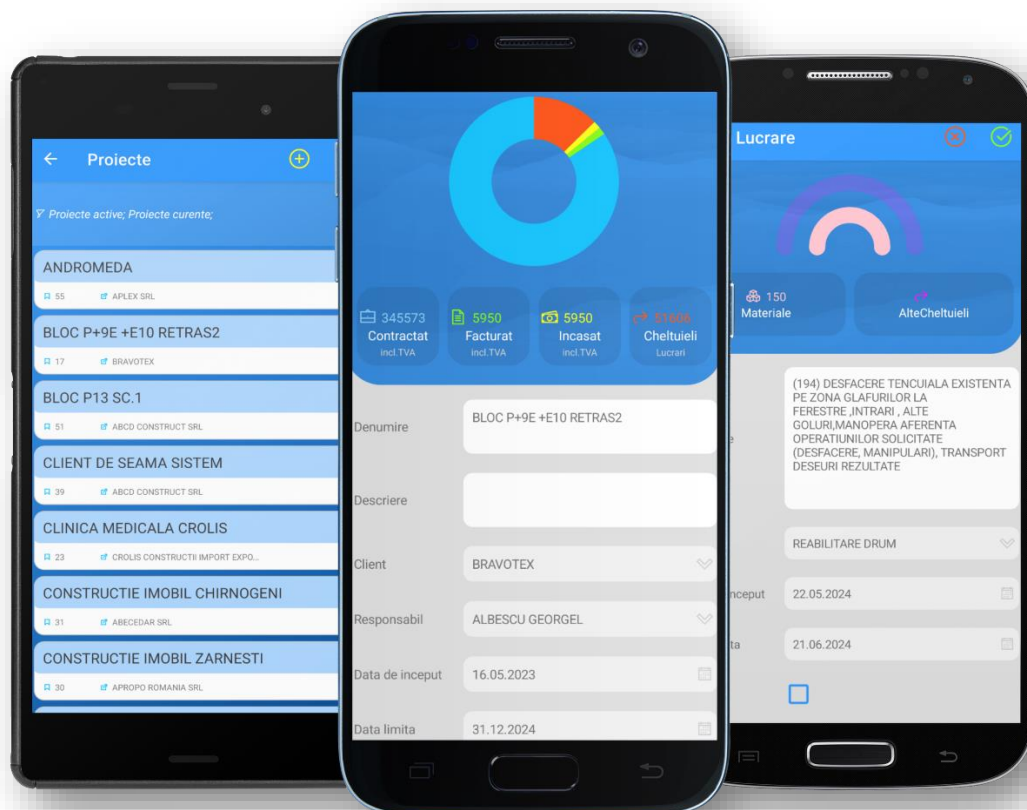 Proiecte
Proiecte active; Proiecte curente;
ANDROMEDA
55 APLEX SRL
BLOC P+9E +E10 RETRAS2
17 BRAVOTEX
BLOC P13 SC.1
51 ABCD CONSTRUCT SRL
CLIENT DE SEAMA SISTEM
39 ABCD CONSTRUCT SRL
CLINICA MEDICALA CROLIS
23 CROLIS CONSTRUCTII IMPORT EXPO...
CONSTRUCTIE IMOBIL CHIRNOGENI
31 ABECEDAR SRL
CONSTRUCTIE IMOBIL ZARNESTI
30 APROPO ROMANIA SRL
345573 5950 5950 51606
Contractat Facturat Incasat Cheltuieli
incl.TVA incl.TVA incl.TVA Lucrari
Denumire BLOC P+9E +E10 RETRAS2
Descriere
Client BRAVOTEX
Responsabil ALBESCU GEORGEL
Data de inceput 16.05.2023
Data limita 31.12.2024
Lucrare
150
Materiale AlteCheltuieli
(194) DESFACERE TENCUIALA EXISTENTA
PE ZONA GLAFURILOR LA
FERESTRE ,INTRARI , ALTE
GOLURI,MANOPERA AFERENTA
OPERATIUNILOR SOLICITATE
(DESFACERE, MANIPULARI), TRANSPORT
DESEURI REZULTATE
e
REABILITARE DRUM
nceput 22.05.2024
ta 21.06.2024